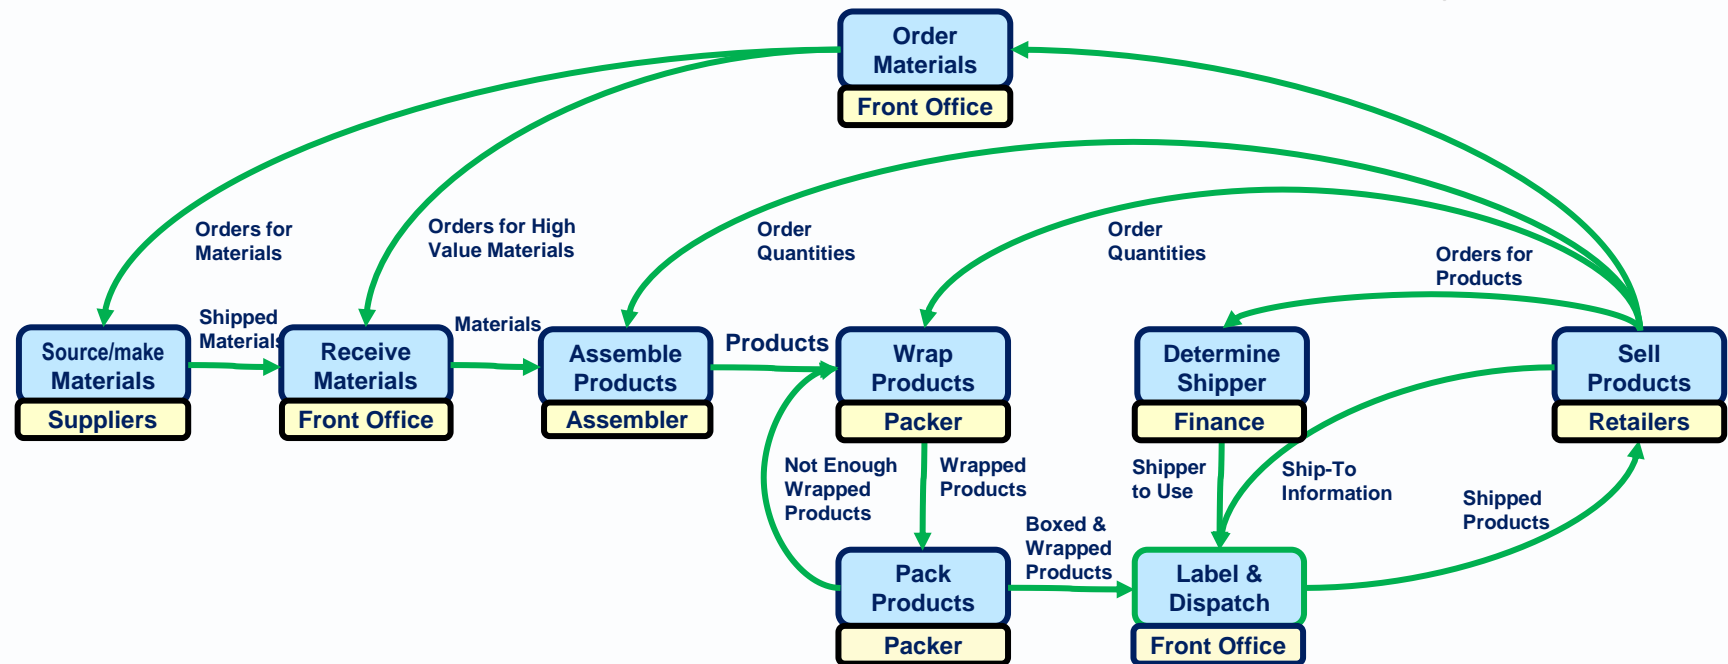 Order
Materials
Front Office
Orders for
Materials
Orders for High
Value Materials
Order
Quantities
Order
Quantities
Orders for
Products
Source/make
Materials
Suppliers
Shipped
Materials
Receive
Materials
Front Office
Materials
Assemble
Products
Assembler
Products
Wrap
Products
Packer
Determine
Shipper
Finance
Sell
Products
Retailers
Not Enough
Wrapped
Products
Wrapped
Products
Shipper
to Use
Ship-To
Information
Shipped
Products
Boxed &
Wrapped
Products
Pack
Products
Packer
Label &
Dispatch
Front Office